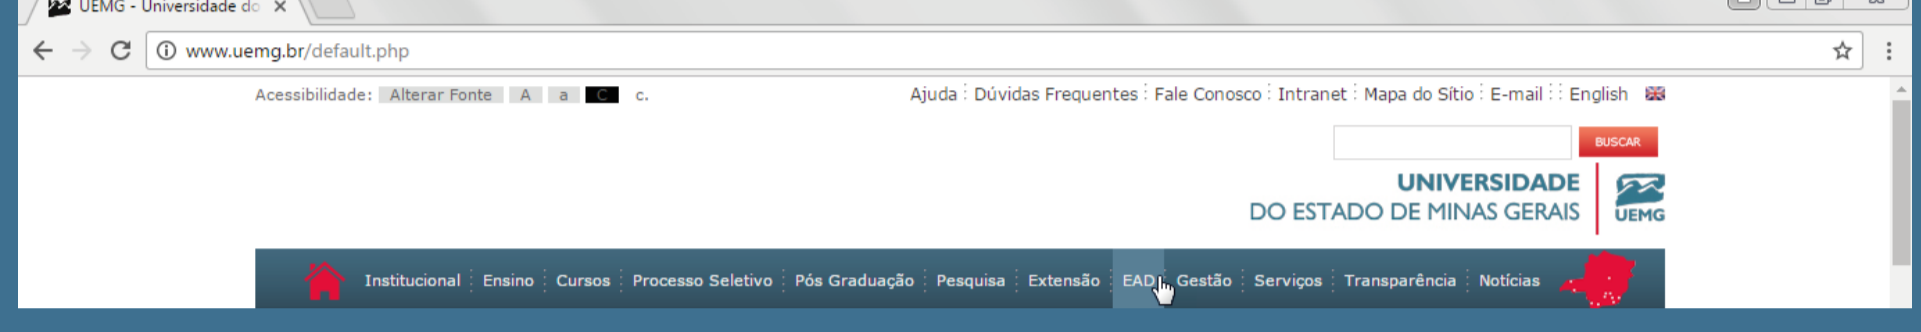 UEMG - Universidade do
www.uemg.br/default.php
Acessibilidade: Alterar Fonte A a C c.
Ajuda Dúvidas Frequentes Fale Conosco Intranet Mapa do Sítio E-mail English
BUSCAR
UNIVERSIDADE
DO ESTADO DE MINAS GERAIS
UEMG
Institucional Ensino Cursos Processo Seletivo Pós Graduação Pesquisa Extensão EAD Gestão Serviços Transparência Notícias